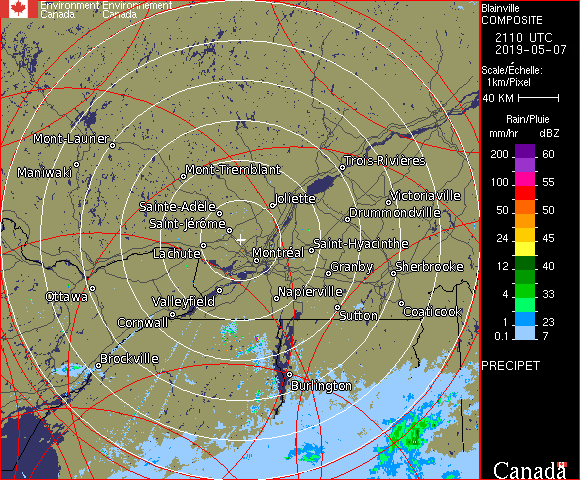 Environment Environnement
Canada Canada
Blainville
COMPOSITE
2110 UTC
2019-05-07
Scale/Échelle:
1km/Pixel
40 KM
Rain/Pluie
mm/hr dBZ
200 60
150 55
100 55
50 50
24 45
12 40
4 33
1 23
0.1 7
PRECIPET
Canada
Mont-Laurier
Maniwaki
Mont-Tremblant
Trois-Rivières
Sainte-Adèle
Joliette
Victoriaville
Saint-Jérôme
Drummondville
Lachute
Montréal
Saint-Hyacinthe
Granby
Sherbrooke
Ottawa
Valleyfield
Napierville
Cornwall
Sutton
Coaticook
Brockville
Burlington